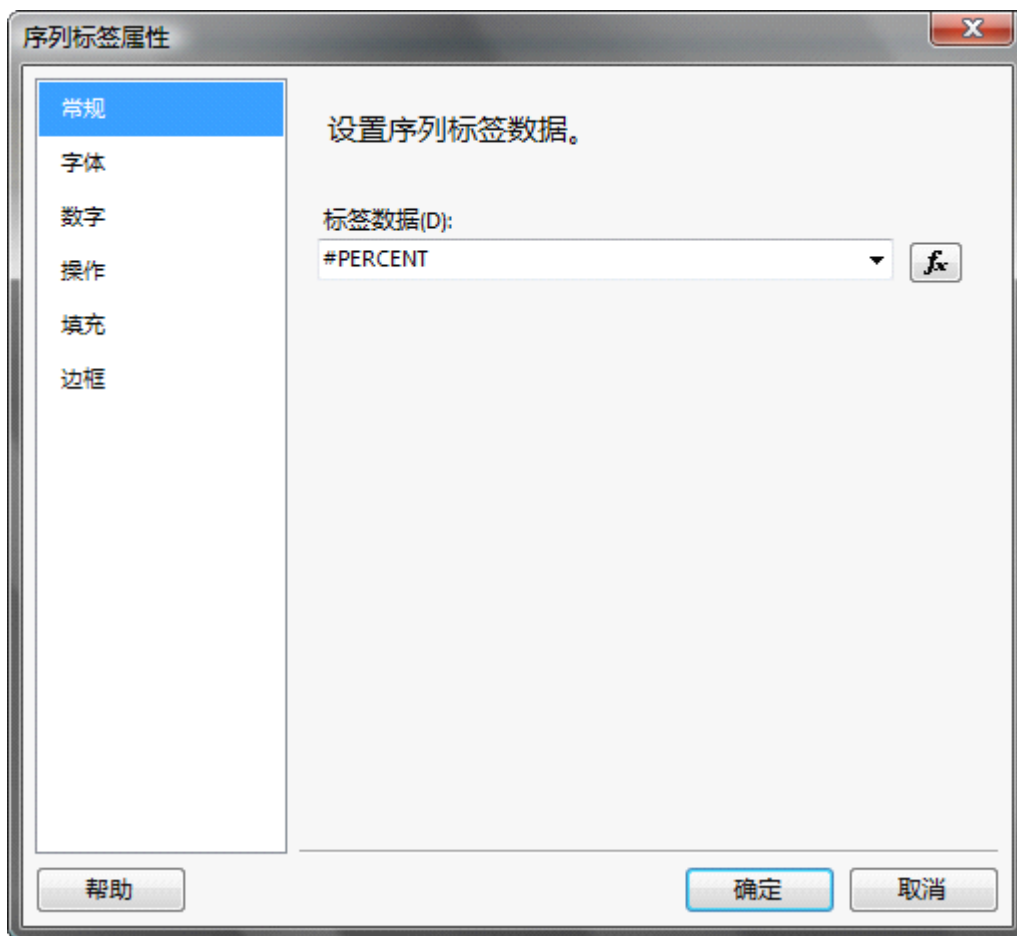 序列标签属性
常规
字体
数字
操作
填充
边框
设置序列标签数据。
标签数据(D):
#PERCENT
fx
帮助
确定
取消